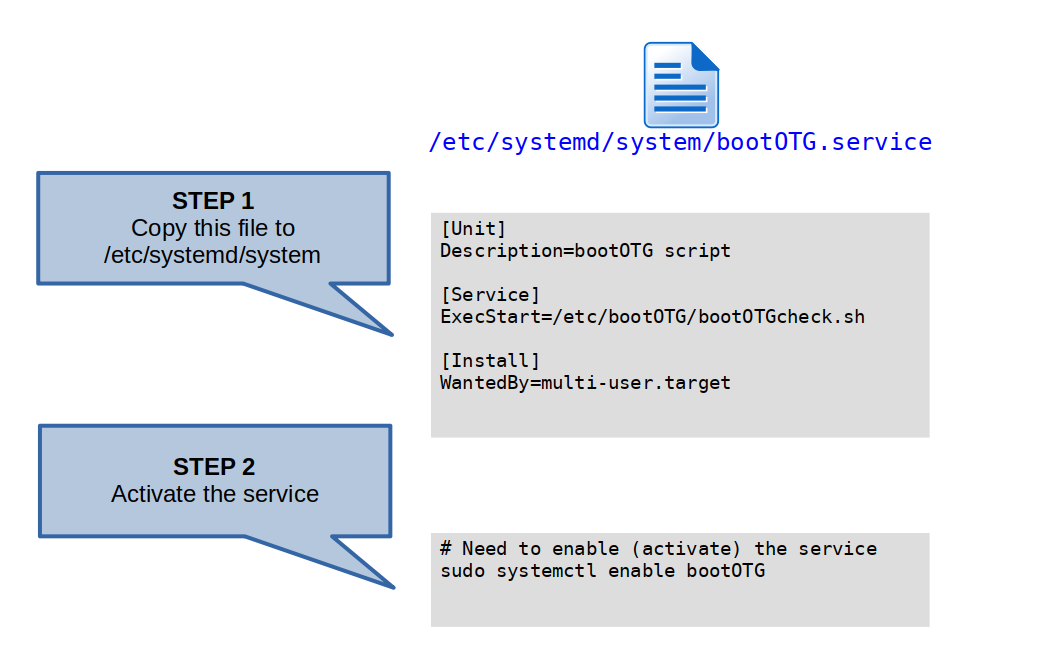 /etc/systemd/system/bootOTG.service
STEP 1
Copy this file to
/etc/systemd/system
[Unit]
Description=bootOTG script
[Service]
ExecStart=/etc/bootOTG/bootOTGcheck.sh
[Install]
WantedBy=multi-user.target
STEP 2
Activate the service
# Need to enable (activate) the service
sudo systemctl enable bootOTG